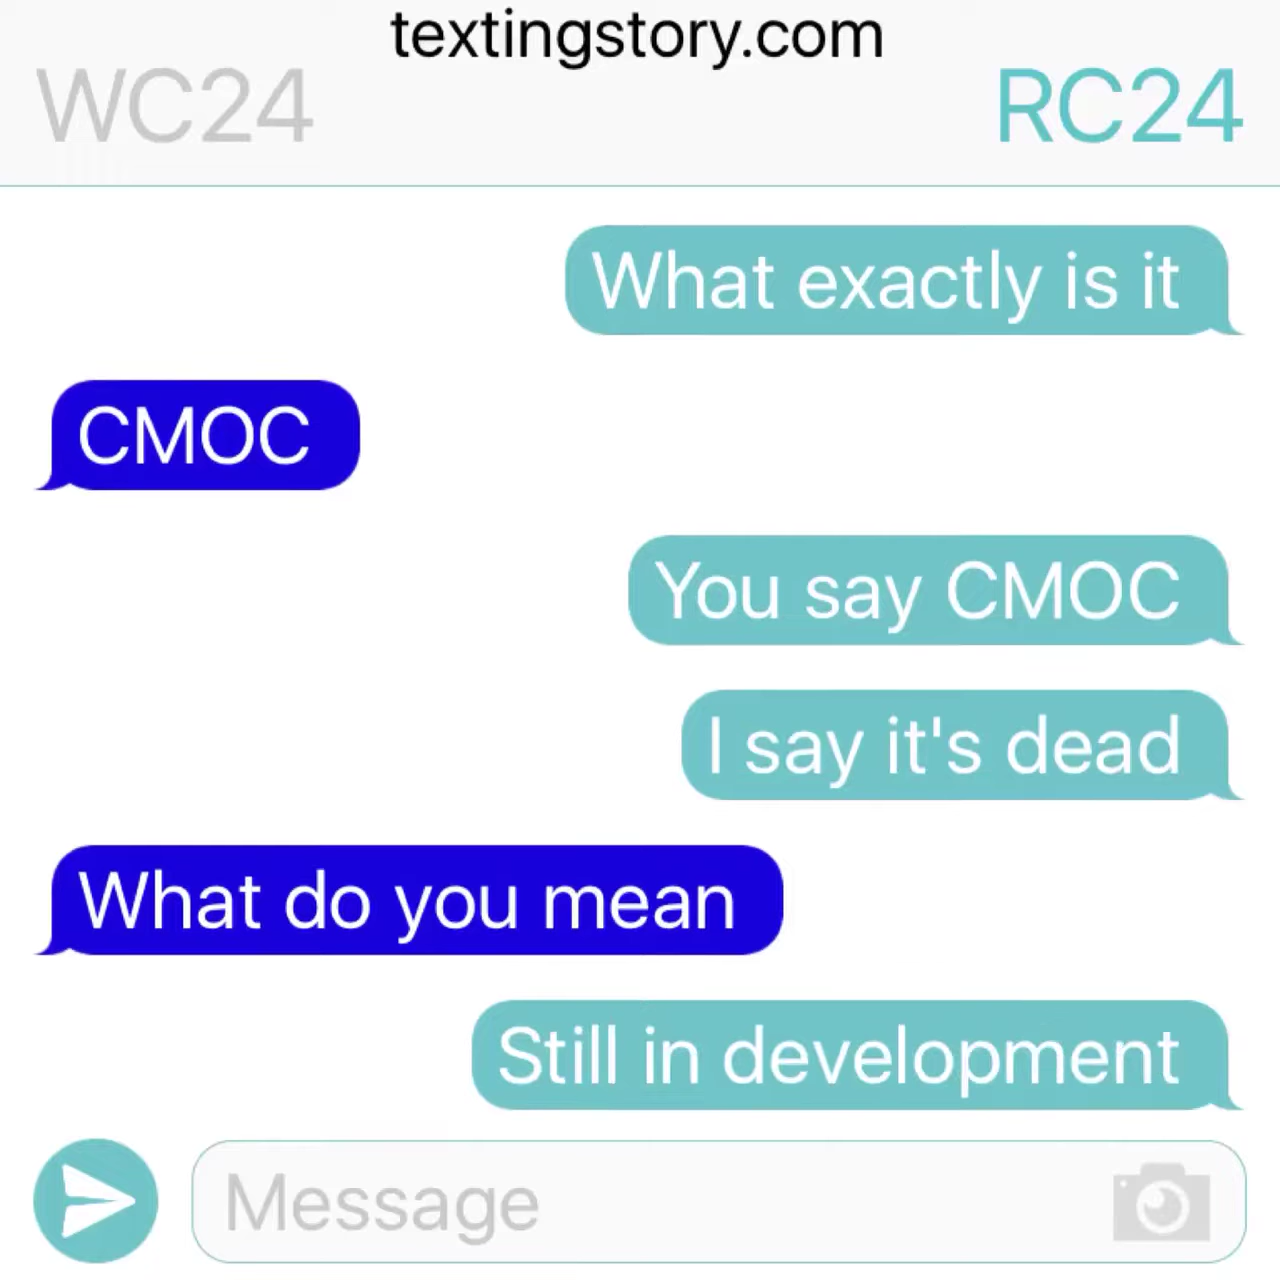 textingstory.com
WC24
RC24
What exactly is it
CMOC
You say CMOC
I say it's dead
What do you mean
Still in development
Message